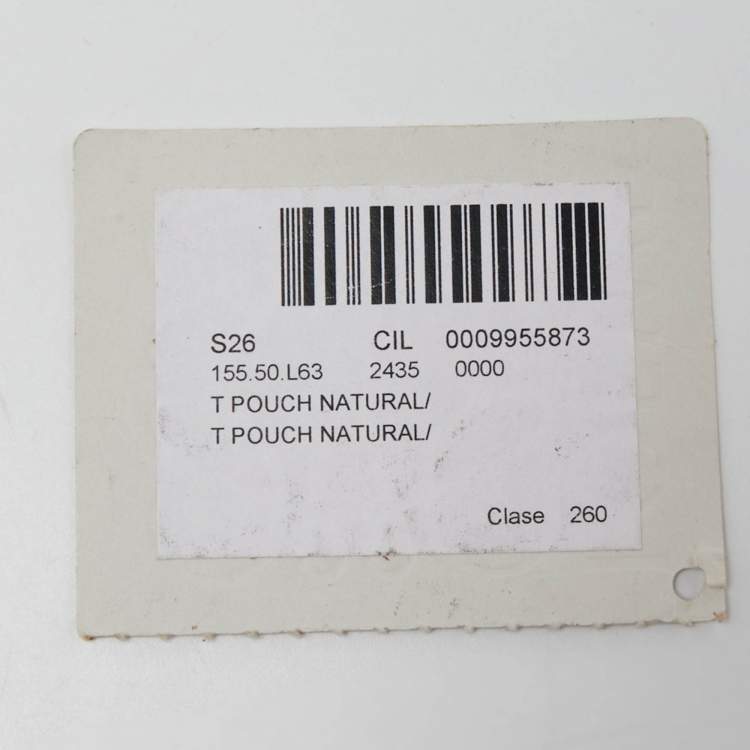 S26 CIL 0009955873
155.50.L63 2435 0000
T POUCH NATURAL/
T POUCH NATURAL/
Clase 260